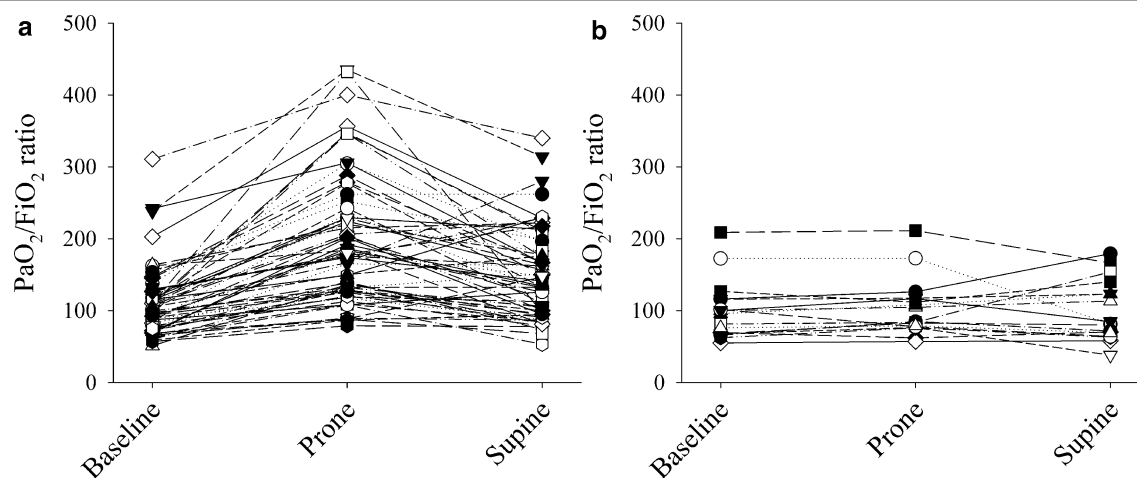 a
500
400
300
200
100
0
PaO2/FiO2 ratio
Baseline
Prone
Supine
b
500
400
300
200
100
0
PaO2/FiO2 ratio
Baseline
Prone
Supine